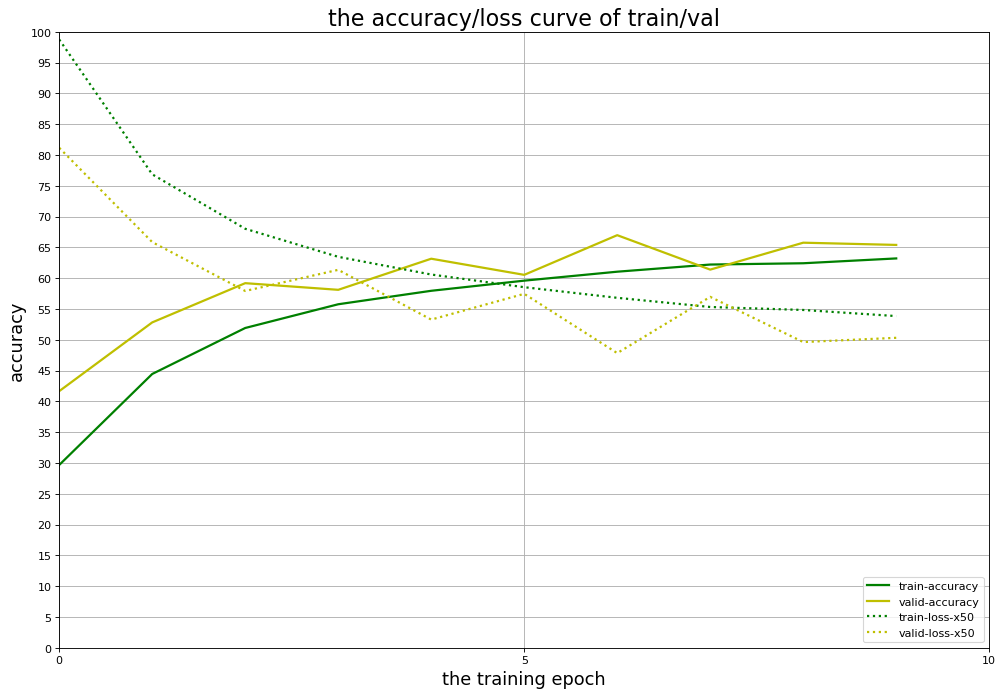 the accuracy/loss curve of train/val
100
95
90
85
80
75
70
65
60
55
50
45
40
35
30
25
20
15
10
5
0
accuracy
train-accuracy
valid-accuracy
train-loss-x50
valid-loss-x50
0 5 10
the training epoch